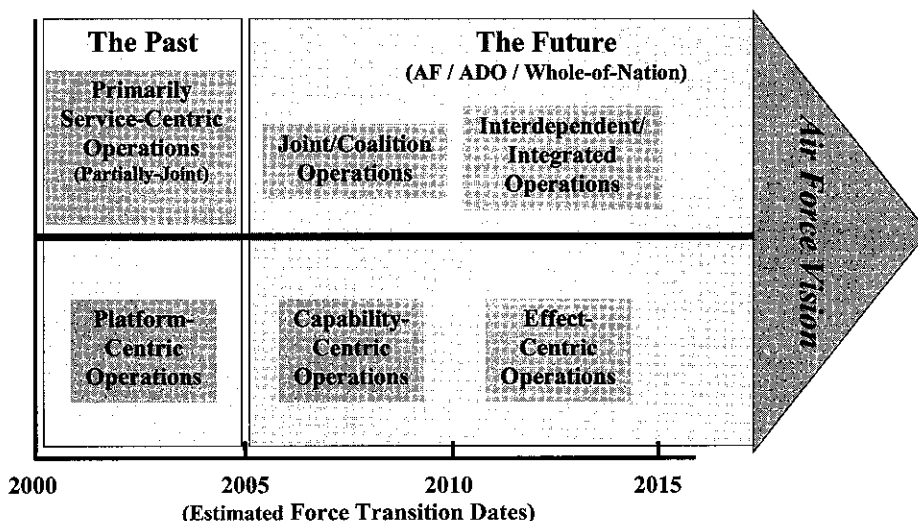 The Past
Primarily
Service-Centric
Operations
(Partially-Joint)
The Future
(AF / ADO / Whole-of-Nation)
Joint/Coalition
Operations
Interdependent/
Integrated
Operations
Platform-
Centric
Operations
Capability-
Centric
Operations
Effect-
Centric
Operations
Air Force Vision
2000
2005
2010
2015
(Estimated Force Transition Dates)